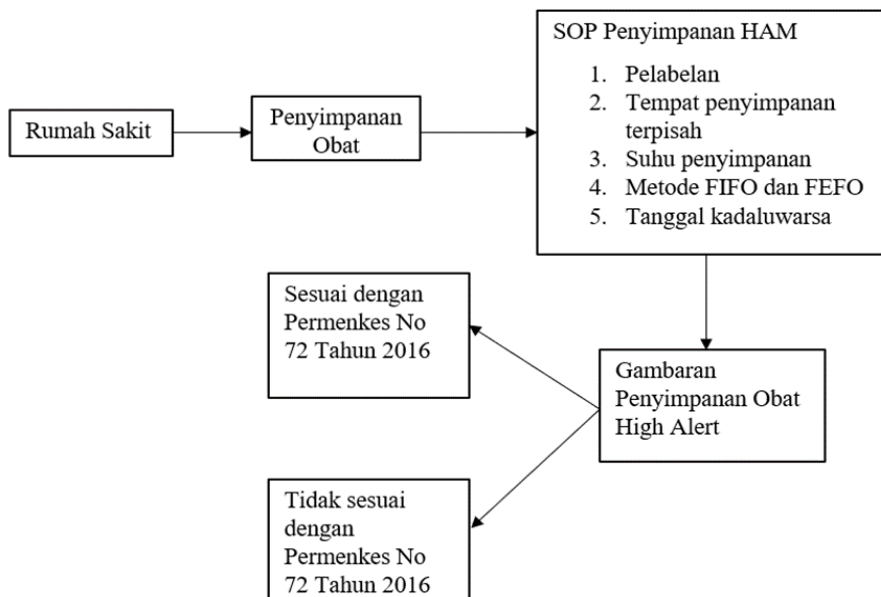 Rumah Sakit
Penyimpanan
Obat
SOP Penyimpanan HAM
1. Pelabelan
2. Tempat penyimpanan
terpisah
3. Suhu penyimpanan
4. Metode FIFO dan FEFO
5. Tanggal kadaluwarsa
Gambaran
Penyimpanan Obat
High Alert
Sesuai dengan
Permenkes No
72 Tahun 2016
Tidak sesuai
dengan
Permenkes No
72 Tahun 2016